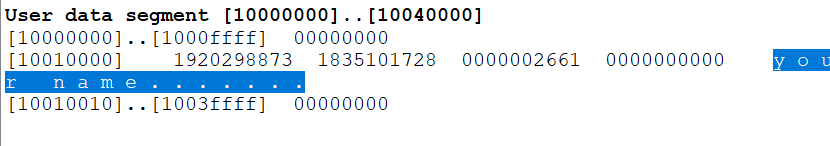 User data segment [10000000]..[10040000]
[10000000]..[1000ffff]  00000000
[10010000]    1920298873  1835101728  0000002661  0000000000    y o u
r   n a m e . . . . . . .
[10010010]..[1003ffff]  00000000